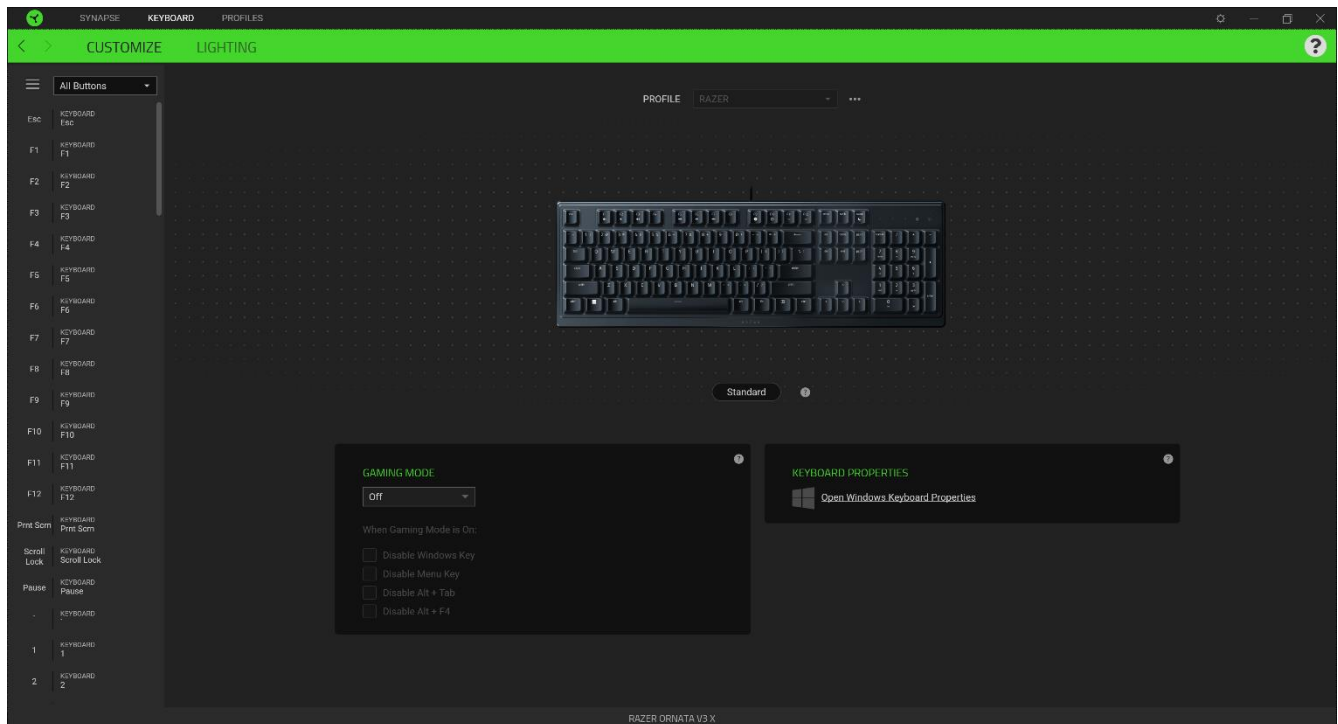 SYNAPSE KEYBOARD PROFILES
CUSTOMIZE LIGHTING
?
All Buttons
PROFILE RAZER
Esc KEYBOARD
Esc
F1 KEYBOARD
F1
F2 KEYBOARD
F2
F3 KEYBOARD
F3
F4 KEYBOARD
F4
F5 KEYBOARD
F5
F6 KEYBOARD
F6
F7 KEYBOARD
F7
F8 KEYBOARD
F8
F9 KEYBOARD
F9
F10 KEYBOARD
F10
F11 KEYBOARD
F11
F12 KEYBOARD
F12
Prnt Scrn KEYBOARD
Prnt Scrn
Scroll Lock KEYBOARD
Scroll Lock
Pause KEYBOARD
Pause
` KEYBOARD
`
1 KEYBOARD
1
2 KEYBOARD
2
Standard ?
GAMING MODE ?
Off
When Gaming Mode is On:
Disable Windows Key
Disable Menu Key
Disable Alt + Tab
Disable Alt + F4
KEYBOARD PROPERTIES ?
Open Windows Keyboard Properties
RAZER ORNATA V3 X